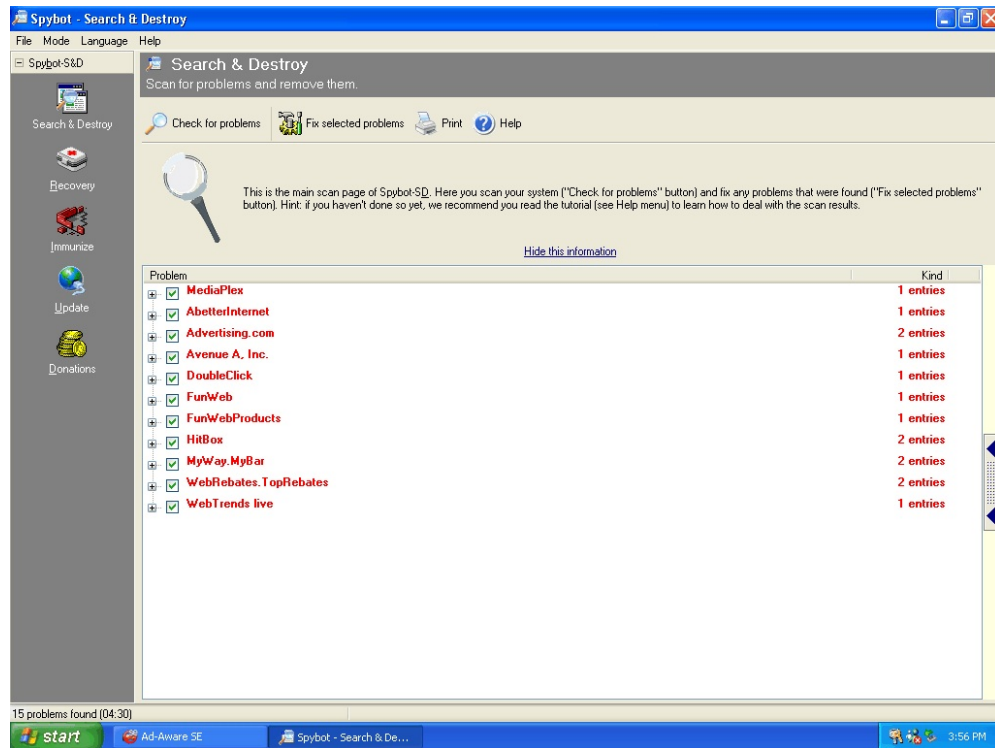 Spybot - Search & Destroy
File Mode Language Help
Spybot-S&D
Search & Destroy
Recovery
Immunize
Update
Donations
Search & Destroy
Scan for problems and remove them.
Check for problems Fix selected problems Print Help
This is the main scan page of Spybot-SD. Here you scan your system ("Check for problems" button) and fix any problems that were found ("Fix selected problems"
button). Hint: if you haven't done so yet, we recommend you read the tutorial (see Help menu) to learn how to deal with the scan results.
Hide this information
Problem Kind
MediaPlex 1 entries
AbetterInternet 1 entries
Advertising.com 2 entries
Avenue A, Inc. 1 entries
DoubleClick 1 entries
FunWeb 1 entries
FunWebProducts 1 entries
HitBox 2 entries
MyWay.MyBar 2 entries
WebRebates.TopRebates 2 entries
WebTrends live 1 entries
15 problems found (04:30)
start Ad-Aware SE Spybot - Search & De... 3:56 PM